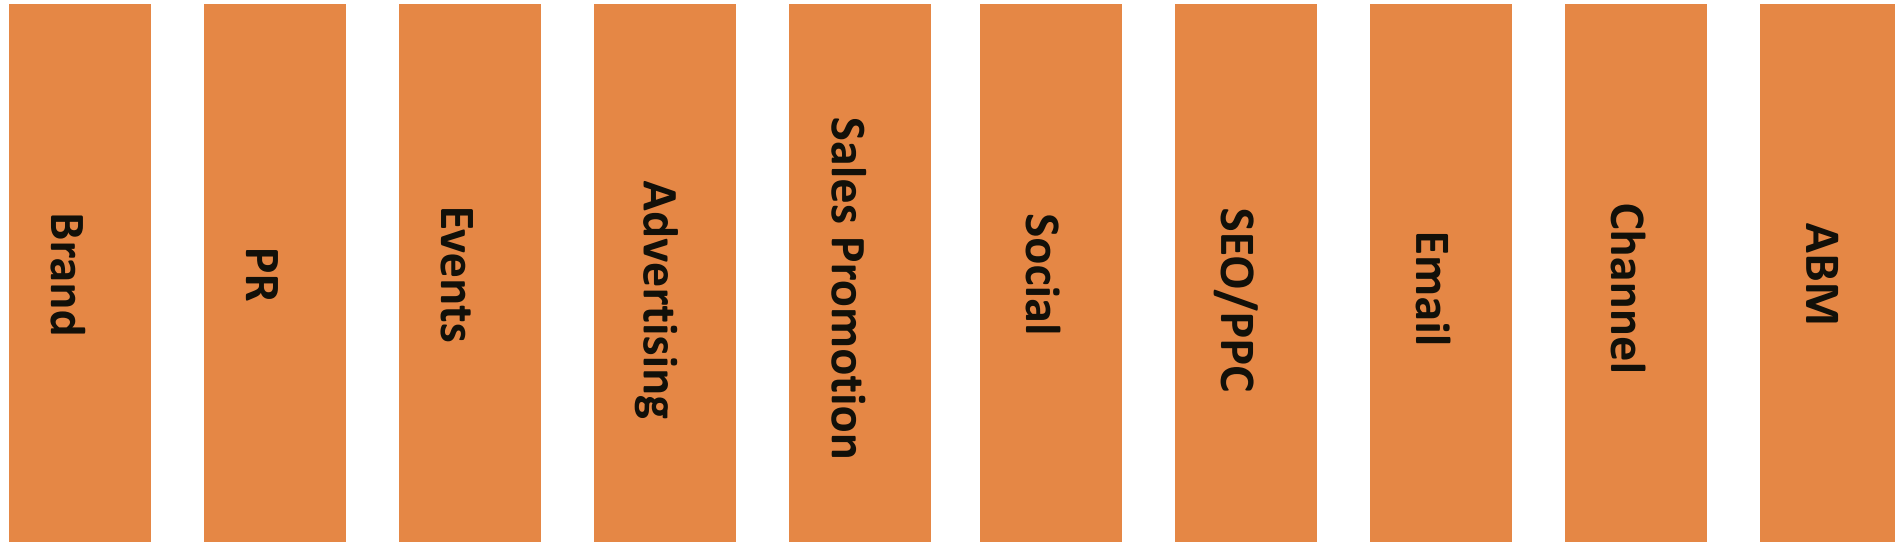 Brand
PR
Events
Advertising
Sales Promotion
Social
SEO/PPC
Email
Channel
ABM